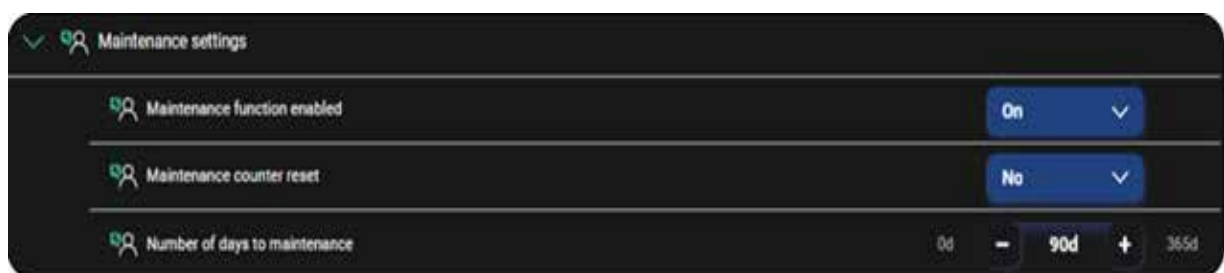 Maintenance settings
Maintenance function enabled On
Maintenance counter reset No
Number of days to maintenance 0d − 90d + 365d